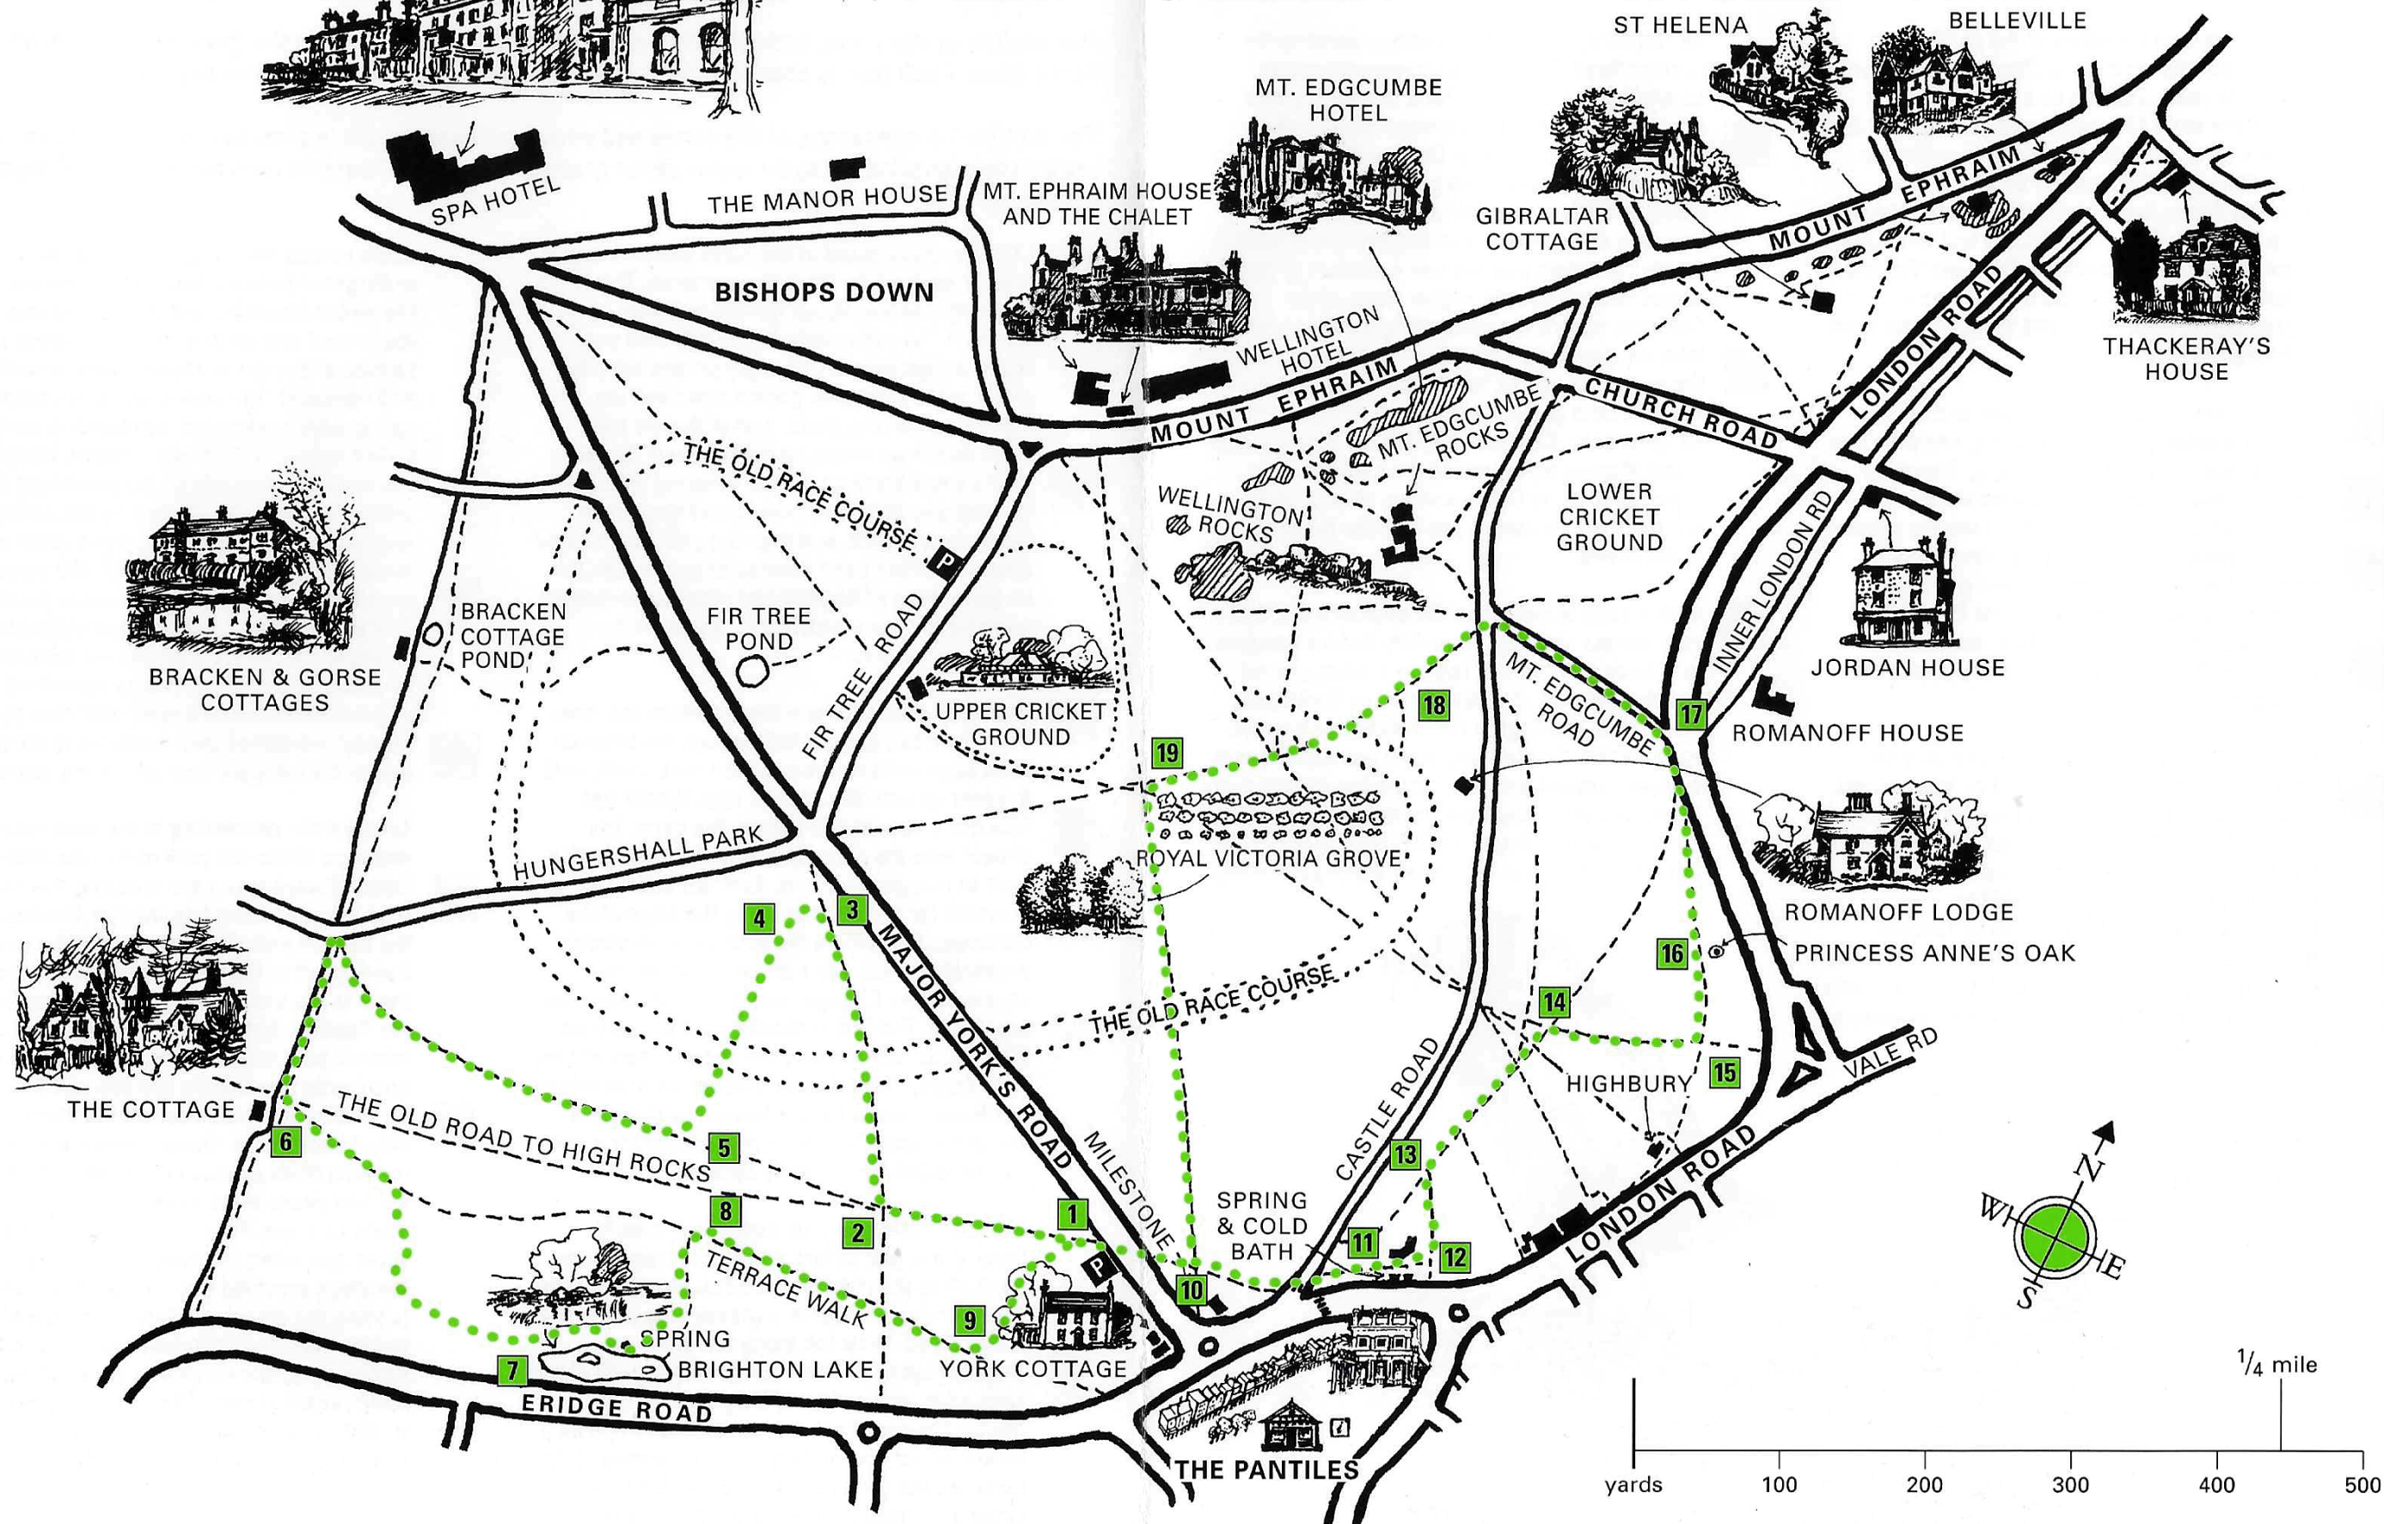 ST HELENA
BELLEVILLE
MT. EDGCUMBE
HOTEL
SPA HOTEL
THE MANOR HOUSE
MT. EPHRAIM HOUSE
AND THE CHALET
GIBRALTAR
COTTAGE
MOUNT EPHRAIM
BISHOPS DOWN
WELLINGTON
HOTEL
THACKERAY'S
HOUSE
LONDON ROAD
MOUNT EPHRAIM
CHURCH ROAD
MT. EDGCUMBE
ROCKS
THE OLD RACE COURSE
P
WELLINGTON
ROCKS
LOWER
CRICKET
GROUND
INNER LONDON RD
JORDAN HOUSE
BRACKEN & GORSE
COTTAGES
BRACKEN
COTTAGE
POND
FIR TREE
POND
FIR TREE ROAD
UPPER CRICKET
GROUND
18
MT. EDGCUMBE
ROAD
17
ROMANOFF HOUSE
19
HUNGERSHALL PARK
ROYAL VICTORIA GROVE
ROMANOFF LODGE
4
3
16
PRINCESS ANNE'S OAK
MAJOR YORK'S ROAD
THE OLD RACE COURSE
14
VALE RD
15
HIGHBURY
CASTLE ROAD
THE COTTAGE
6
THE OLD ROAD TO HIGH ROCKS
5
MILESTONE
13
8
2
1
SPRING
& COLD
BATH
11
12
LONDON ROAD
N
W
E
S
TERRACE WALK
P
10
9
SPRING
7
BRIGHTON LAKE
YORK COTTAGE
ERIDGE ROAD
i
THE PANTILES
1/4 mile
yards 100 200 300 400 500